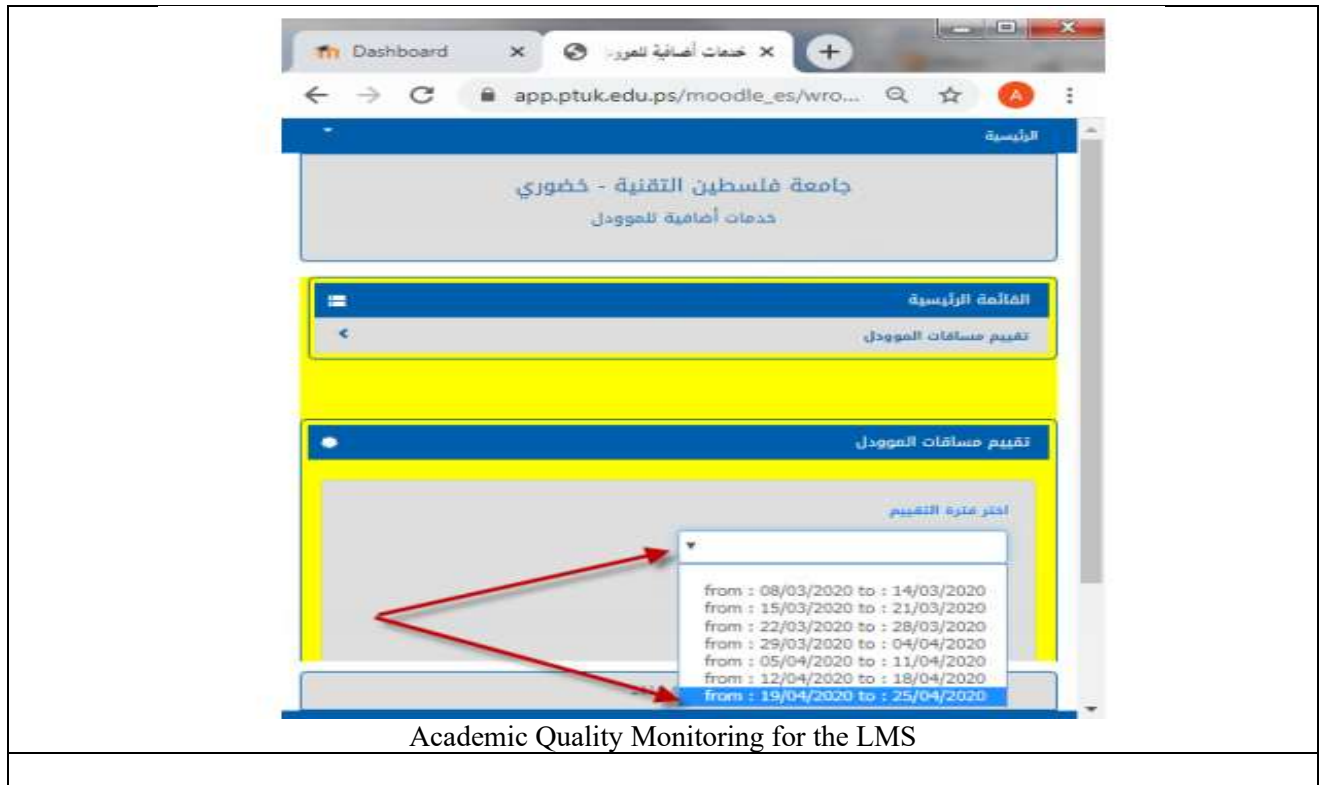 Dashboard
خدمات أضافية للموو..
app.ptuk.edu.ps/moodle_es/wro...
A
الرئيسية
جامعة فلسطين التقنية - خضوري
خدمات أضافية للموودل
القائمة الرئيسية
تقييم مساقات الموودل
تقييم مساقات الموودل
اختر فترة التقييم
from : 08/03/2020 to : 14/03/2020
from : 15/03/2020 to : 21/03/2020
from : 22/03/2020 to : 28/03/2020
from : 29/03/2020 to : 04/04/2020
from : 05/04/2020 to : 11/04/2020
from : 12/04/2020 to : 18/04/2020
from : 19/04/2020 to : 25/04/2020
Academic Quality Monitoring for the LMS